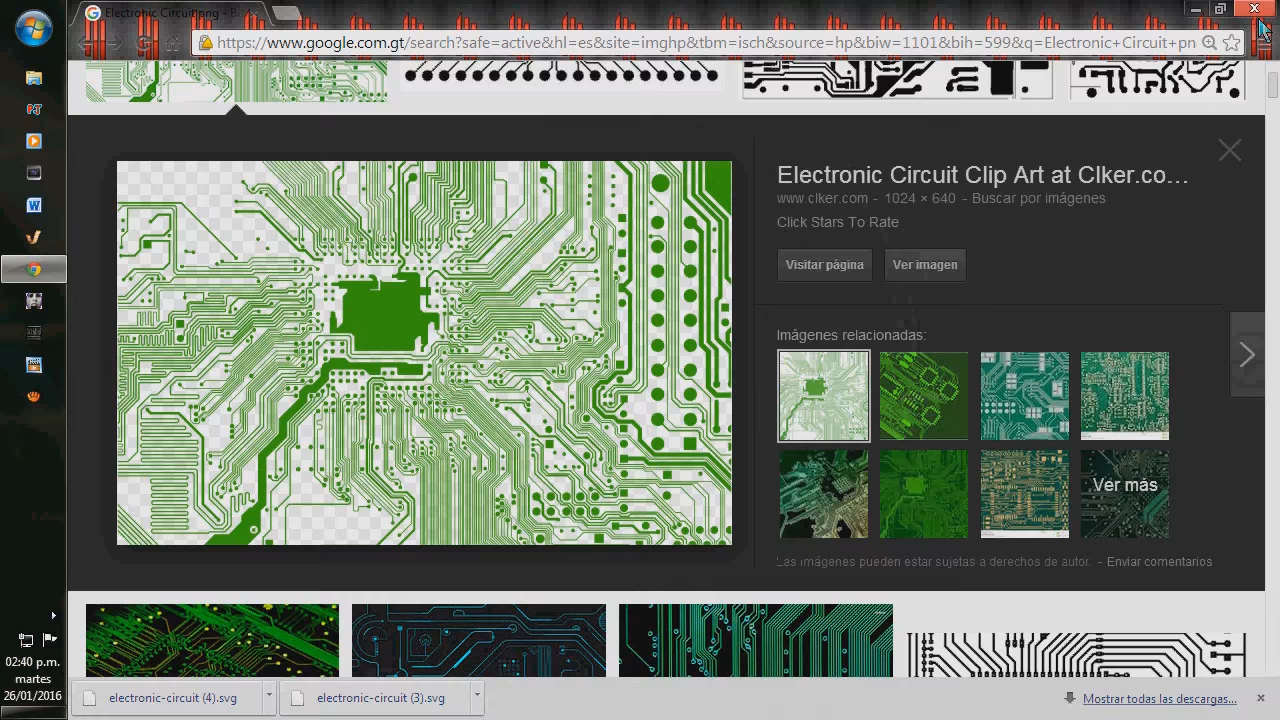 Electronic Circuit.png - B
https://www.google.com.gt/search?safe=active&hl=es&site=imghp&tbm=isch&source=hp&biw=1101&bih=599&q=Electronic+Circuit+pn
Electronic Circuit Clip Art at Clker.co...
www.clker.com - 1024 × 640 - Buscar por imágenes
Click Stars To Rate
Visitar página
Ver imagen
Imágenes relacionadas:
Ver más
Las imágenes pueden estar sujetas a derechos de autor. - Enviar comentarios
02:40 p.m.
martes
26/01/2016
electronic-circuit (4).svg
electronic-circuit (3).svg
Mostrar todas las descargas...